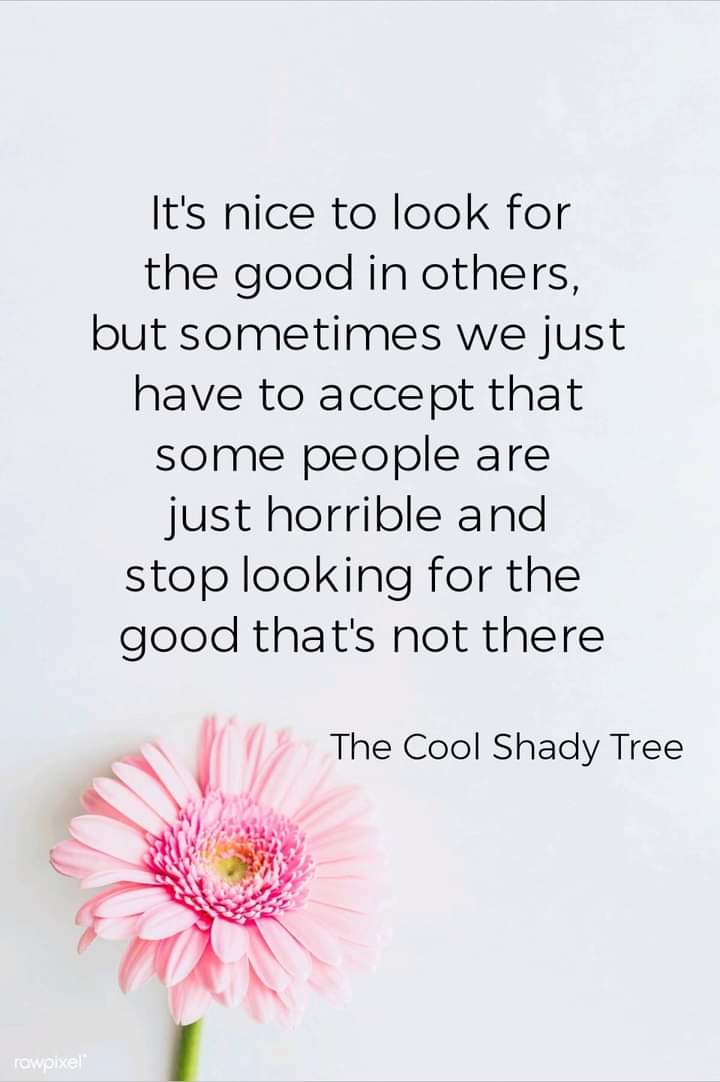 It's nice to look for
the good in others,
but sometimes we just
have to accept that
some people are
just horrible and
stop looking for the
good that's not there
The Cool Shady Tree
rawpixel